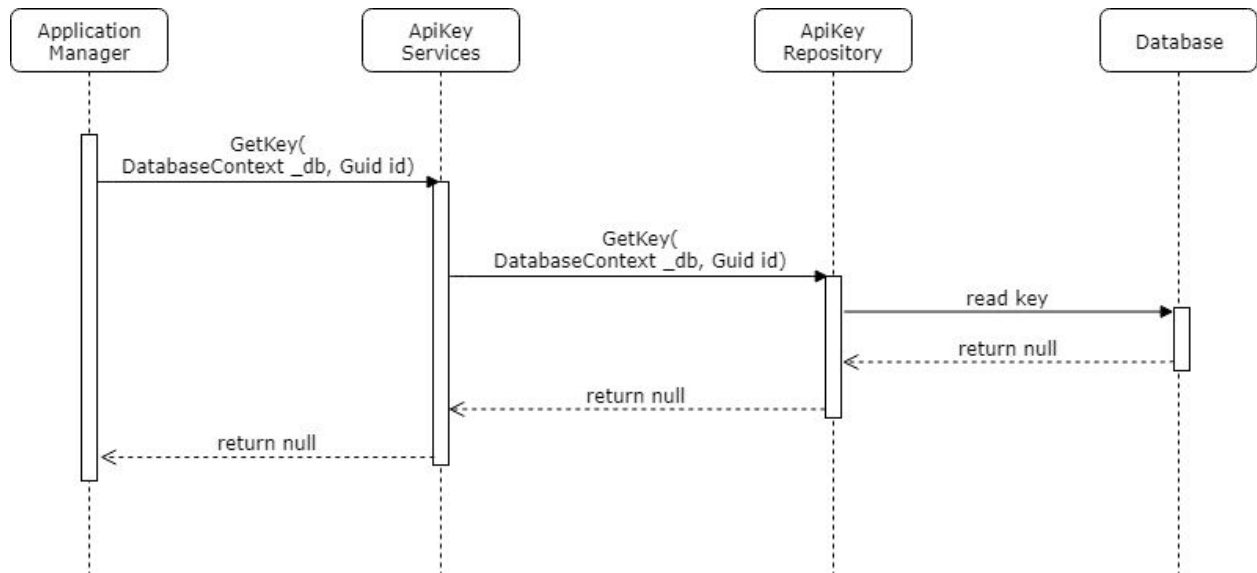 Application
Manager
ApiKey
Services
ApiKey
Repository
Database
GetKey(
DatabaseContext _db, Guid id)
GetKey(
DatabaseContext _db, Guid id)
read key
return null
return null
return null